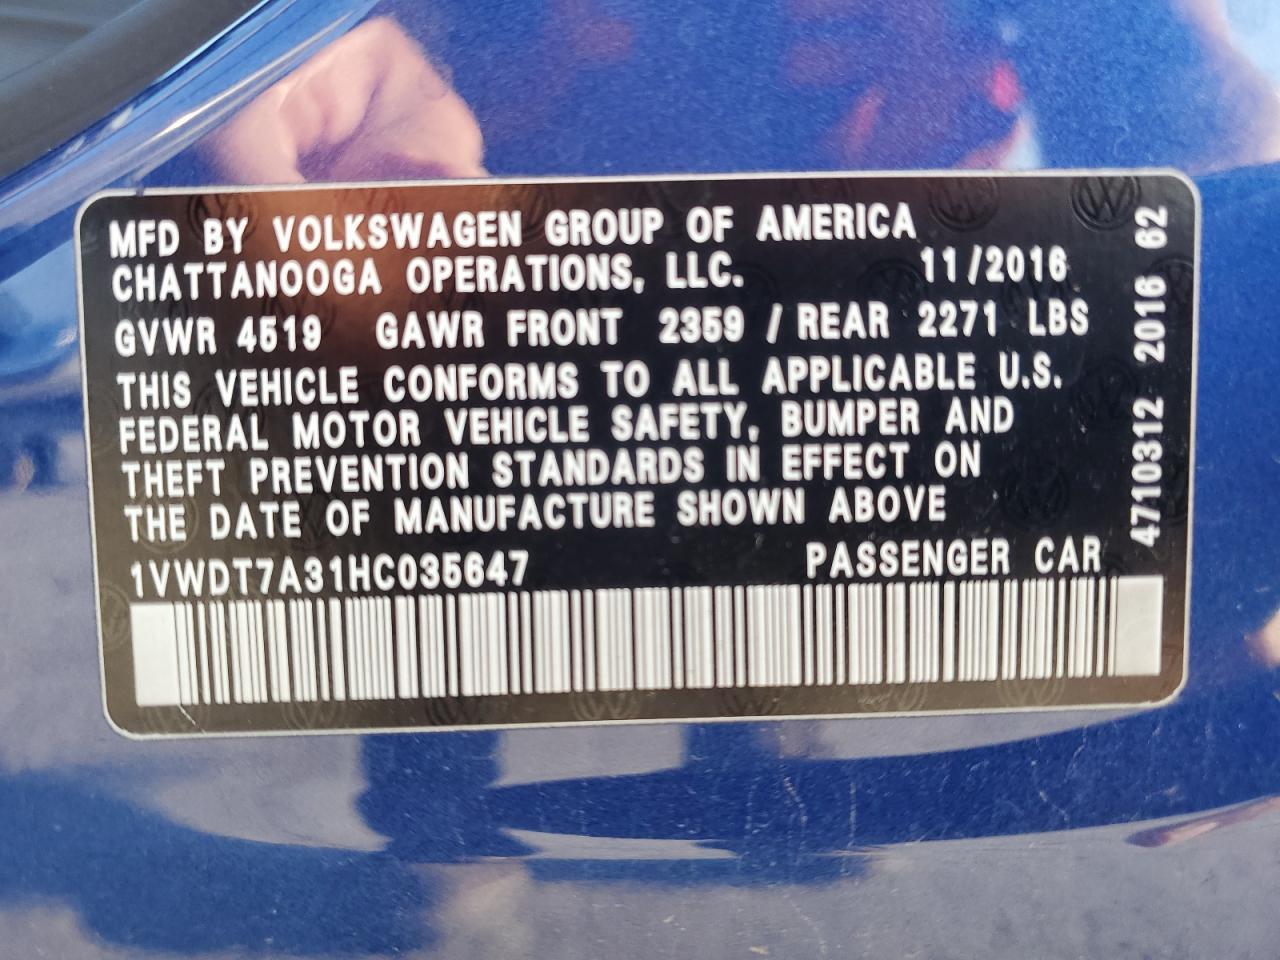 MFD BY VOLKSWAGEN GROUP OF AMERICA
CHATTANOOGA OPERATIONS, LLC. 11/2016
GVWR 4519 GAWR FRONT 2359 / REAR 2271 LBS
THIS VEHICLE CONFORMS TO ALL APPLICABLE U.S.
FEDERAL MOTOR VEHICLE SAFETY, BUMPER AND
THEFT PREVENTION STANDARDS IN EFFECT ON
THE DATE OF MANUFACTURE SHOWN ABOVE
1VWDT7A31HC035647 PASSENGER CAR
4710312 2016 62